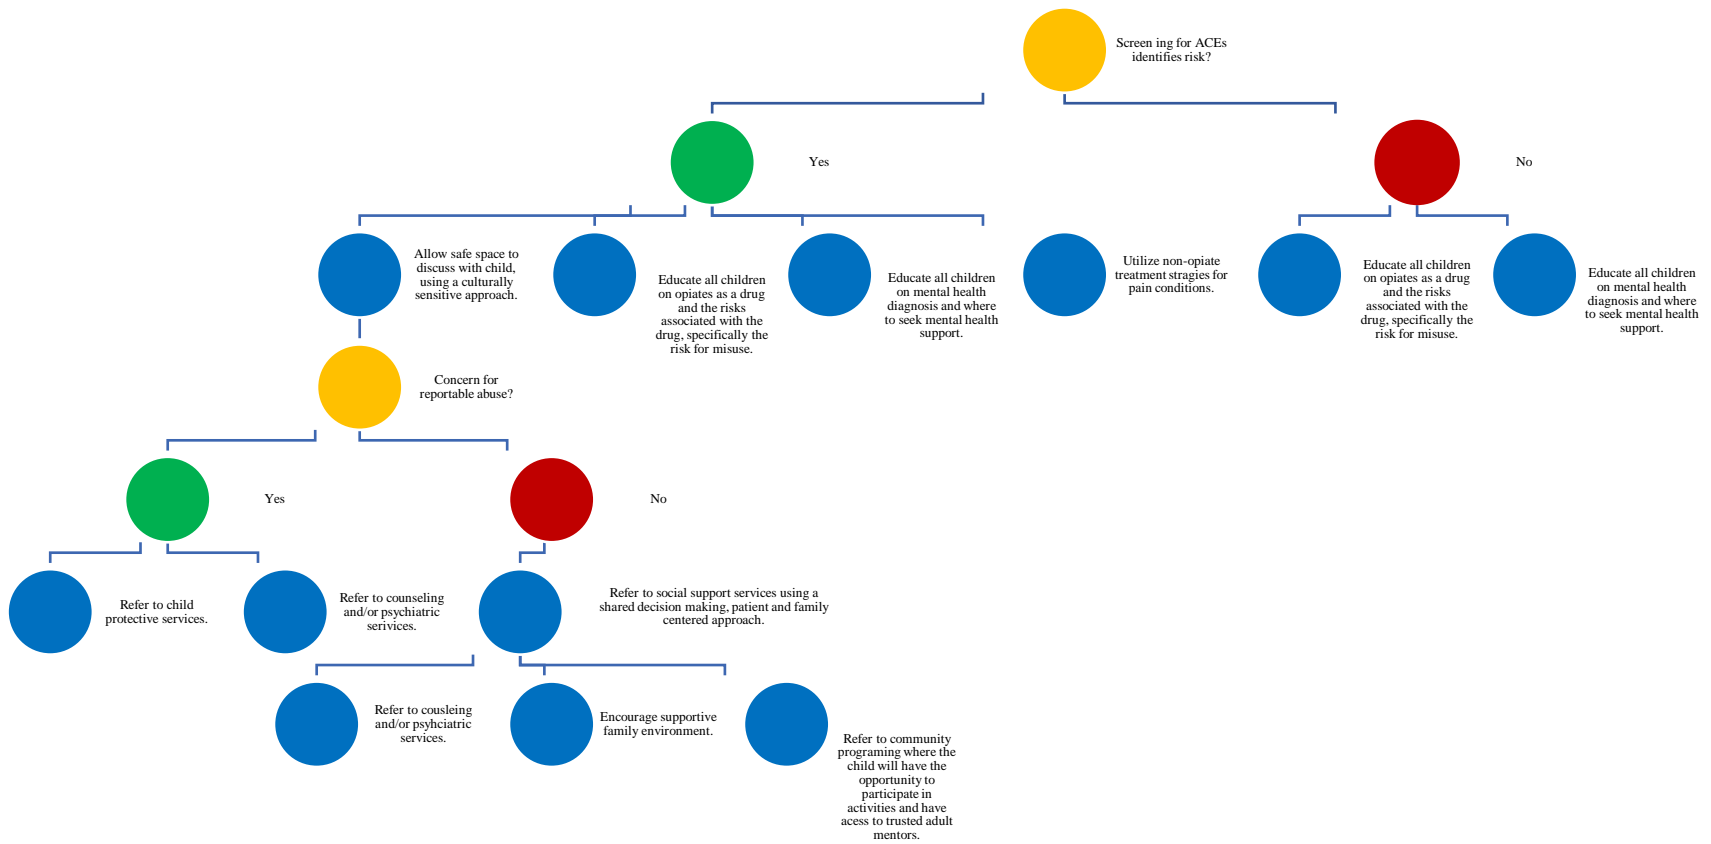 Screen ing for ACEs
identifies risk?
Yes
No
Allow safe space to
discuss with child,
using a culturally
sensitive approach.
Educate all children
on opiates as a drug
and the risks
associated with the
drug, specifically the
risk for misuse.
Educate all children
on mental health
diagnosis and where
to seek mental health
support.
Utilize non-opiate
treatment stragies for
pain conditions.
Educate all children
on opiates as a drug
and the risks
associated with the
drug, specifically the
risk for misuse.
Educate all children
on mental health
diagnosis and where
to seek mental health
support.
Concern for
reportable abuse?
Yes
No
Refer to child
protective services.
Refer to counseling
and/or psychiatric
serivices.
Refer to social support services using a
shared decision making, patient and family
centered approach.
Refer to cousleing
and/or psyhciatric
services.
Encourage supportive
family environment.
Refer to community
programing where the
child will have the
opportunity to
participate in
activities and have
acess to trusted adult
mentors.